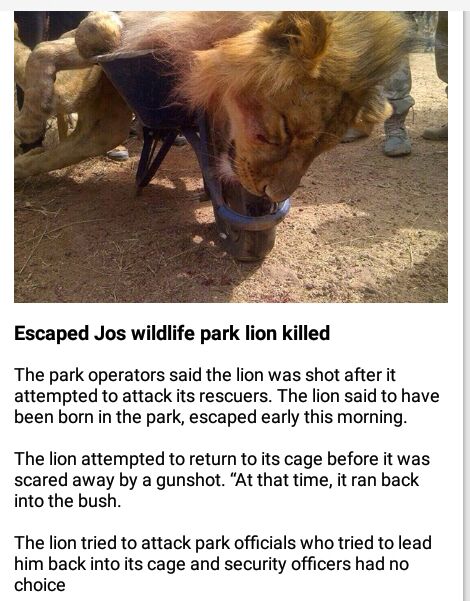 Escaped Jos wildlife park lion killed
The park operators said the lion was shot after it
attempted to attack its rescuers. The lion said to have
been born in the park, escaped early this morning.
The lion attempted to return to its cage before it was
scared away by a gunshot. “At that time, it ran back
into the bush.
The lion tried to attack park officials who tried to lead
him back into its cage and security officers had no
choice